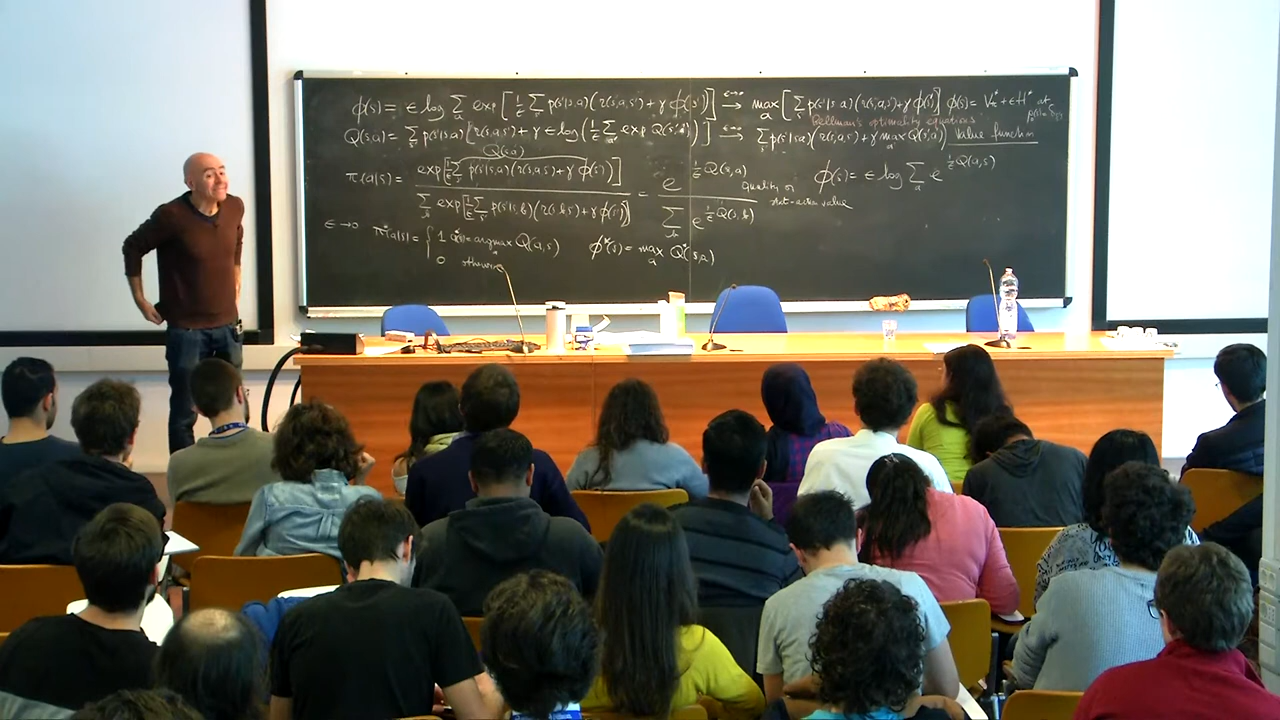 φ(s) = ε log Σ_a exp [ 1/ε Σ_s' p(s'|s,a) (r(s,a,s') + γ φ(s')) ] → max_a [ Σ_s' p(s'|s,a) (r(s,a,s') + γ φ(s')) ] φ(s) = V*_π + εH* at
Bellman's optimality equations
Q(s,a) = Σ_s' p(s'|s,a) [ r(s,a,s') + γ ε log ( 1/ε Σ_a' exp Q(s',a') ) ] → Σ_s' p(s'|s,a) (r(s,a,s') + γ max_a' Q(s',a')) Value function
Q(s,a)
π(a|s) = exp[ 1/ε Σ_s' p(s'|s,a) (r(s,a,s') + γ φ(s')) ] / Σ_b exp[ 1/ε Σ_s' p(s'|s,b) (r(s,b,s') + γ φ(s')) ] = e^{1/ε Q(s,a)} / Σ_b e^{1/ε Q(s,b)} φ(s) = ε log Σ_a e^{1/ε Q(a,s)}
quality or
state-action value
ε → 0 π*(a|s) = { 1 a*(s) = argmax_a Q(a,s) φ*(s) = max_a Q*(s,a)
0 otherwise